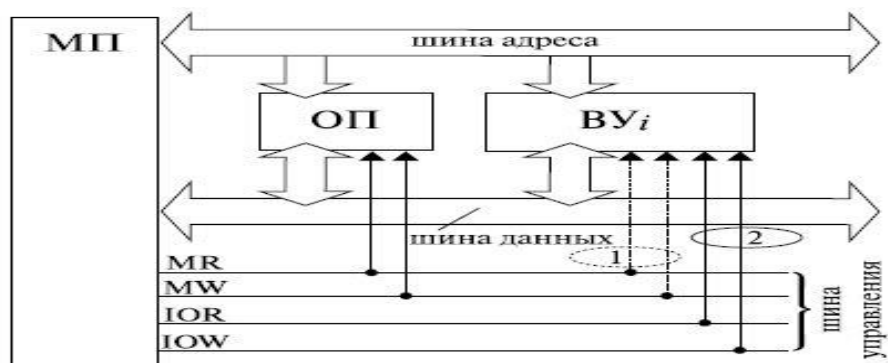 МП
шина адреса
ОП
ВУi
шина данных
1
2
MR
MW
IOR
IOW
шина
управления